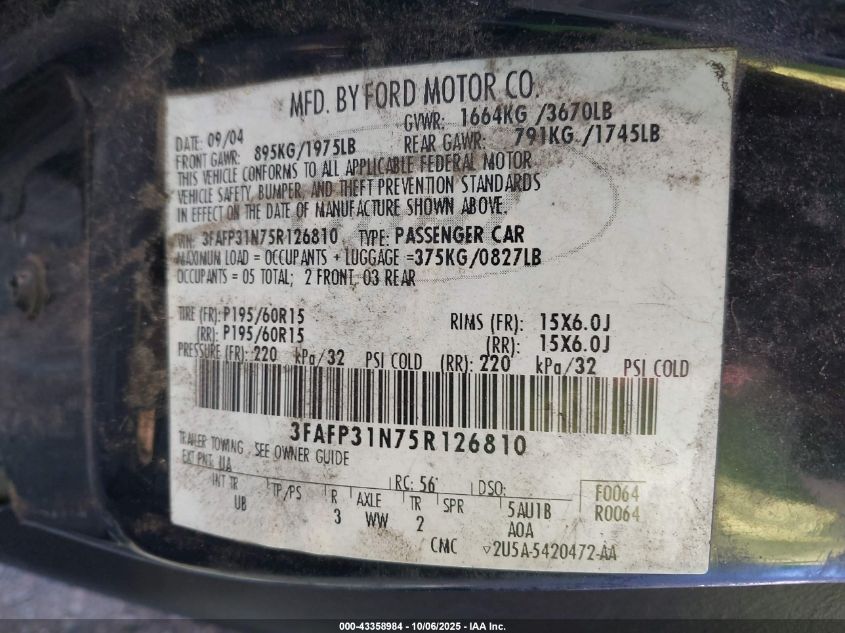 MFD. BY FORD MOTOR CO.
DATE: 09/04 GVWR: 1664KG /3670LB
FRONT GAWR: 895KG/1975LB REAR GAWR: 791KG /1745LB
THIS VEHICLE CONFORMS TO ALL APPLICABLE FEDERAL MOTOR
VEHICLE SAFETY, BUMPER, AND THEFT PREVENTION STANDARDS
IN EFFECT ON THE DATE OF MANUFACTURE SHOWN ABOVE.
VIN: 3FAFP31N75R126810 TYPE: PASSENGER CAR
MAXIMUM LOAD = OCCUPANTS + LUGGAGE =375KG/0827LB
OCCUPANTS = 05 TOTAL; 2 FRONT, 03 REAR
TIRE (FR): P195/60R15 RIMS (FR): 15X6.0J
(RR): P195/60R15 (RR): 15X6.0J
PRESSURE (FR): 220 kPa/32 PSI COLD (RR): 220 kPa/32 PSI COLD
3FAFP31N75R126810
TRAILER TOWING, SEE OWNER GUIDE
EXT PNT: UA RC: 56 DSO: F0064
INT TR TP/PS R AXLE TR SPR 5AU1B R0064
UB 3 WW 2 AOA
CMC ▽2U5A-5420472-AA
000-43358984 - 10/06/2025 - IAA Inc.